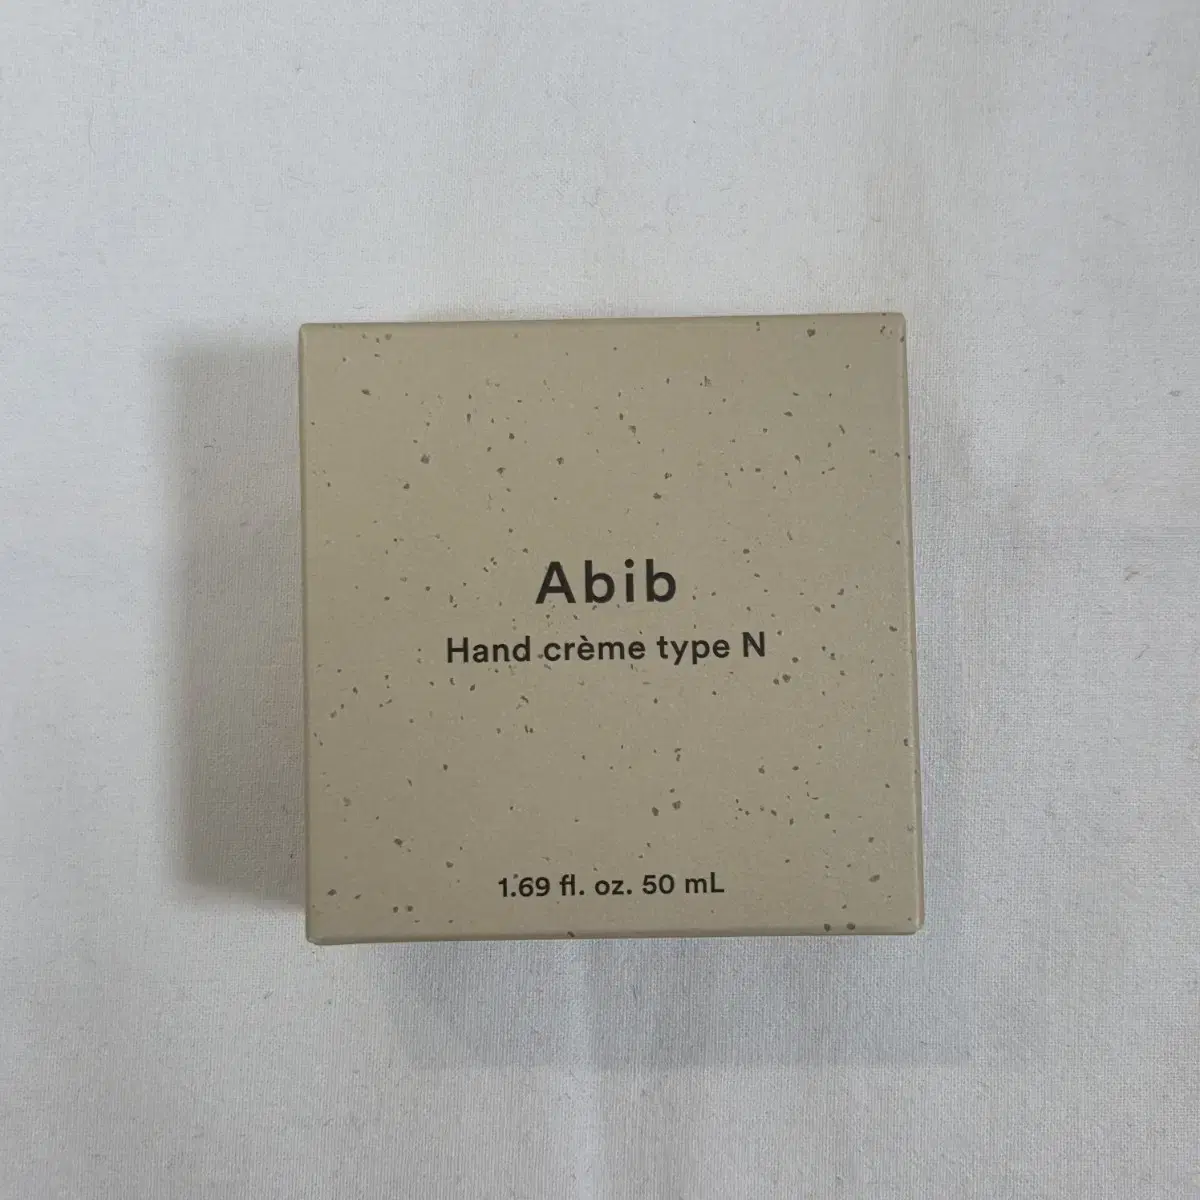 Abib
Hand crème type N
1.69 fl. oz. 50 mL